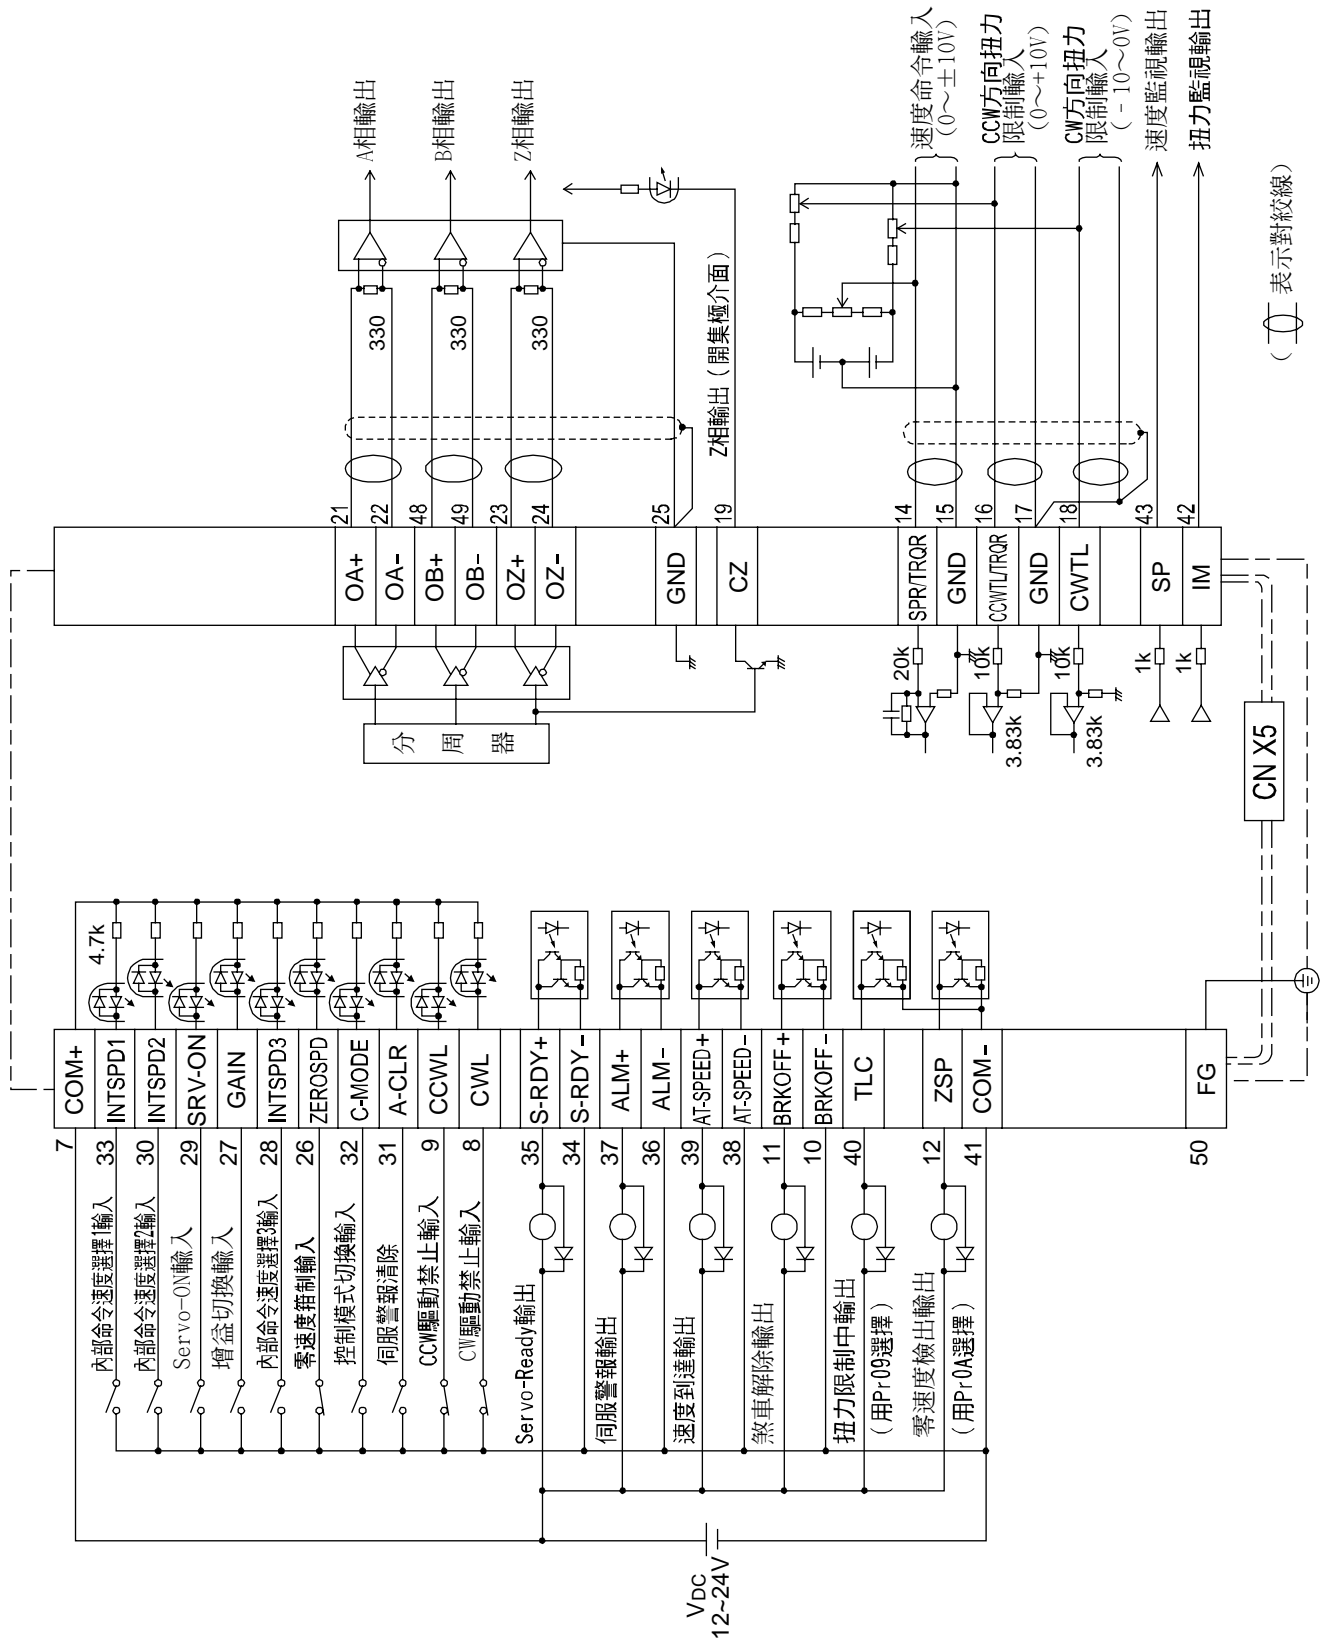 COM+
INTSPD1
INTSPD2
SRV-ON
GAIN
INTSPD3
ZEROSPD
C-MODE
A-CLR
CCWL
CWL
S-RDY+
S-RDY-
ALM+
ALM-
AT-SPEED+
AT-SPEED-
BRKOFF+
BRKOFF-
TLC
ZSP
COM-
FG
7
33
30
29
27
28
26
32
31
9
8
35
34
37
36
39
38
11
10
40
12
41
50
內部命令速度選擇1輸入
內部命令速度選擇2輸入
Servo-ON輸入
增益切換輸入
內部命令速度選擇3輸入
零速度箝制輸入
控制模式切換輸入
伺服警報清除
CCW驅動禁止輸入
CW驅動禁止輸入
Servo-Ready輸出
伺服警報輸出
速度到達輸出
煞車解除輸出
扭力限制中輸出
(用Pr09選擇)
零速度檢出輸出
(用Pr0A選擇)
VDC
12~24V
4.7k
OA+
OA-
OB+
OB-
OZ+
OZ-
GND
CZ
SPR/TRQR
GND
CCWTL/TRQR
GND
CWTL
SP
IM
21
22
48
49
23
24
25
19
14
15
16
17
18
43
42
分周器
20k
10k
3.83k
10k
3.83k
1k
1k
330
330
330
A相輸出
B相輸出
Z相輸出
Z相輸出(開集極介面)
速度命令輸入
(0～±10V)
CCW方向扭力
限制輸入
(0～+10V)
CW方向扭力
限制輸入
(-10～0V)
速度監視輸出
扭力監視輸出
CN X5
( 表示對絞線)